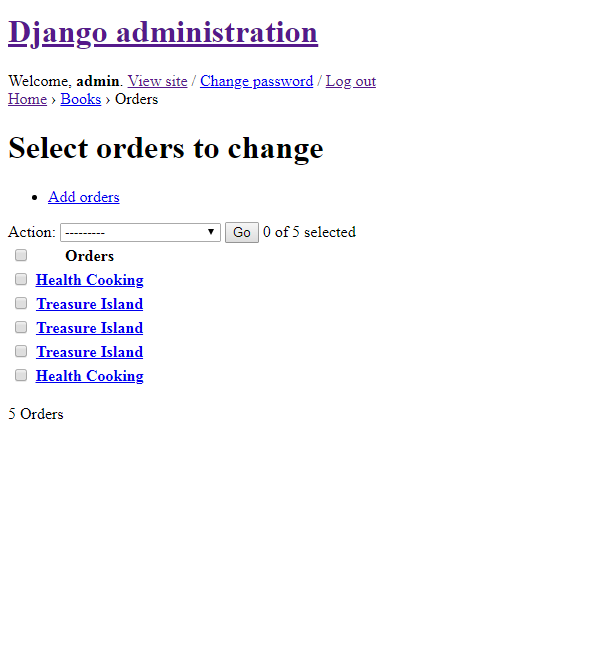 Django administration
Welcome, admin. View site / Change password / Log out
Home › Books › Orders
Select orders to change
Add orders
Action: --------- Go 0 of 5 selected
Orders
Health Cooking
Treasure Island
Treasure Island
Treasure Island
Health Cooking
5 Orders